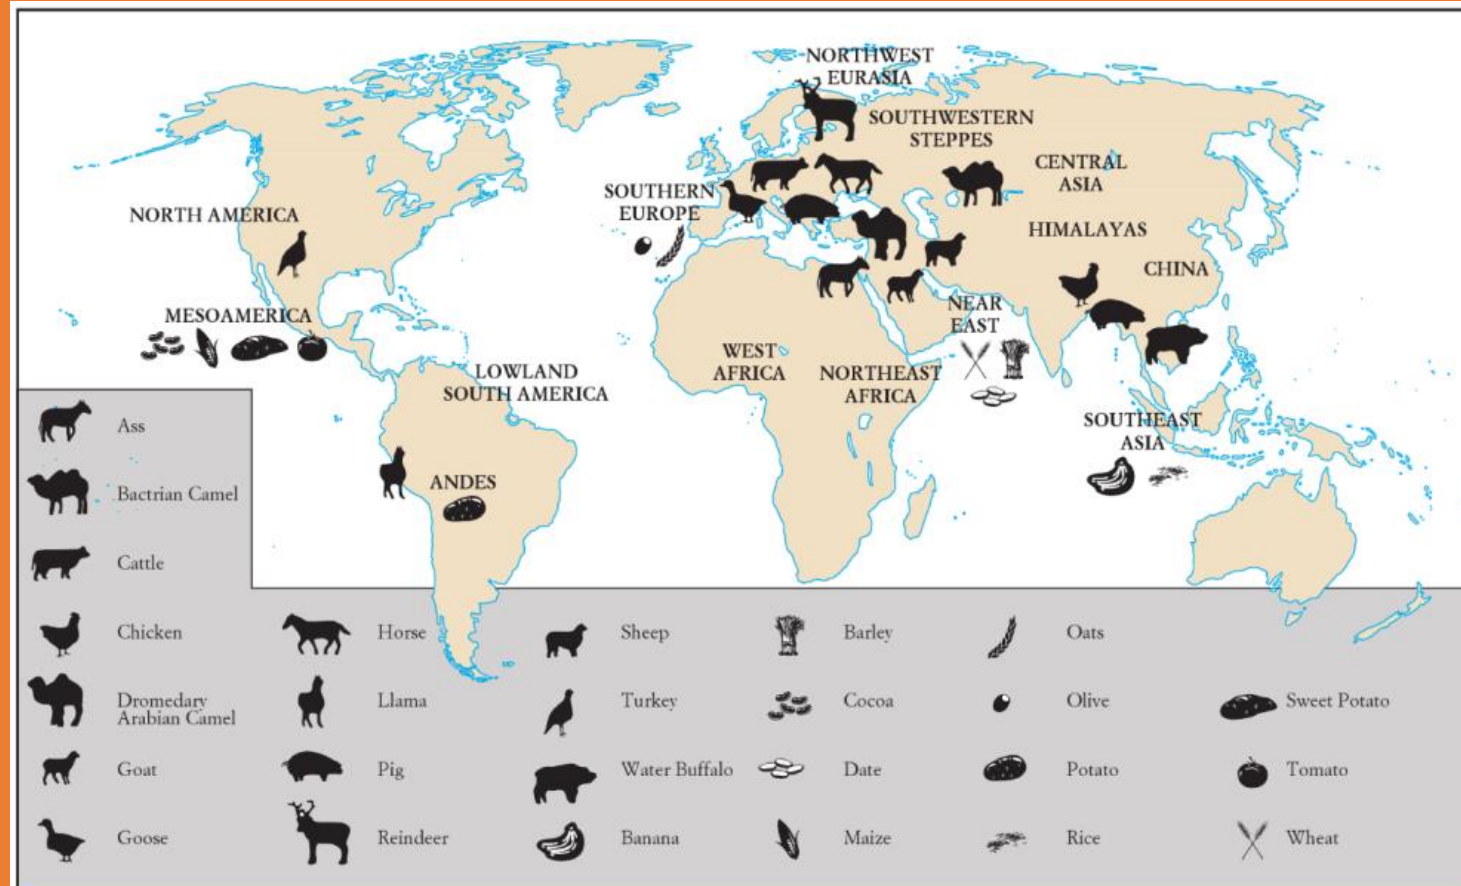 NORTHWEST
EURASIA
SOUTHWESTERN
STEPPES
CENTRAL
ASIA
SOUTHERN
EUROPE
NORTH AMERICA
HIMALAYAS
CHINA
NEAR
EAST
MESOAMERICA
WEST
AFRICA
NORTHEAST
AFRICA
LOWLAND
SOUTH AMERICA
SOUTHEAST
ASIA
ANDES
Ass
Bactrian Camel
Cattle
Chicken
Dromedary
Arabian Camel
Goat
Goose
Horse
Llama
Pig
Reindeer
Sheep
Turkey
Water Buffalo
Banana
Barley
Cocoa
Date
Maize
Oats
Olive
Potato
Rice
Sweet Potato
Tomato
Wheat